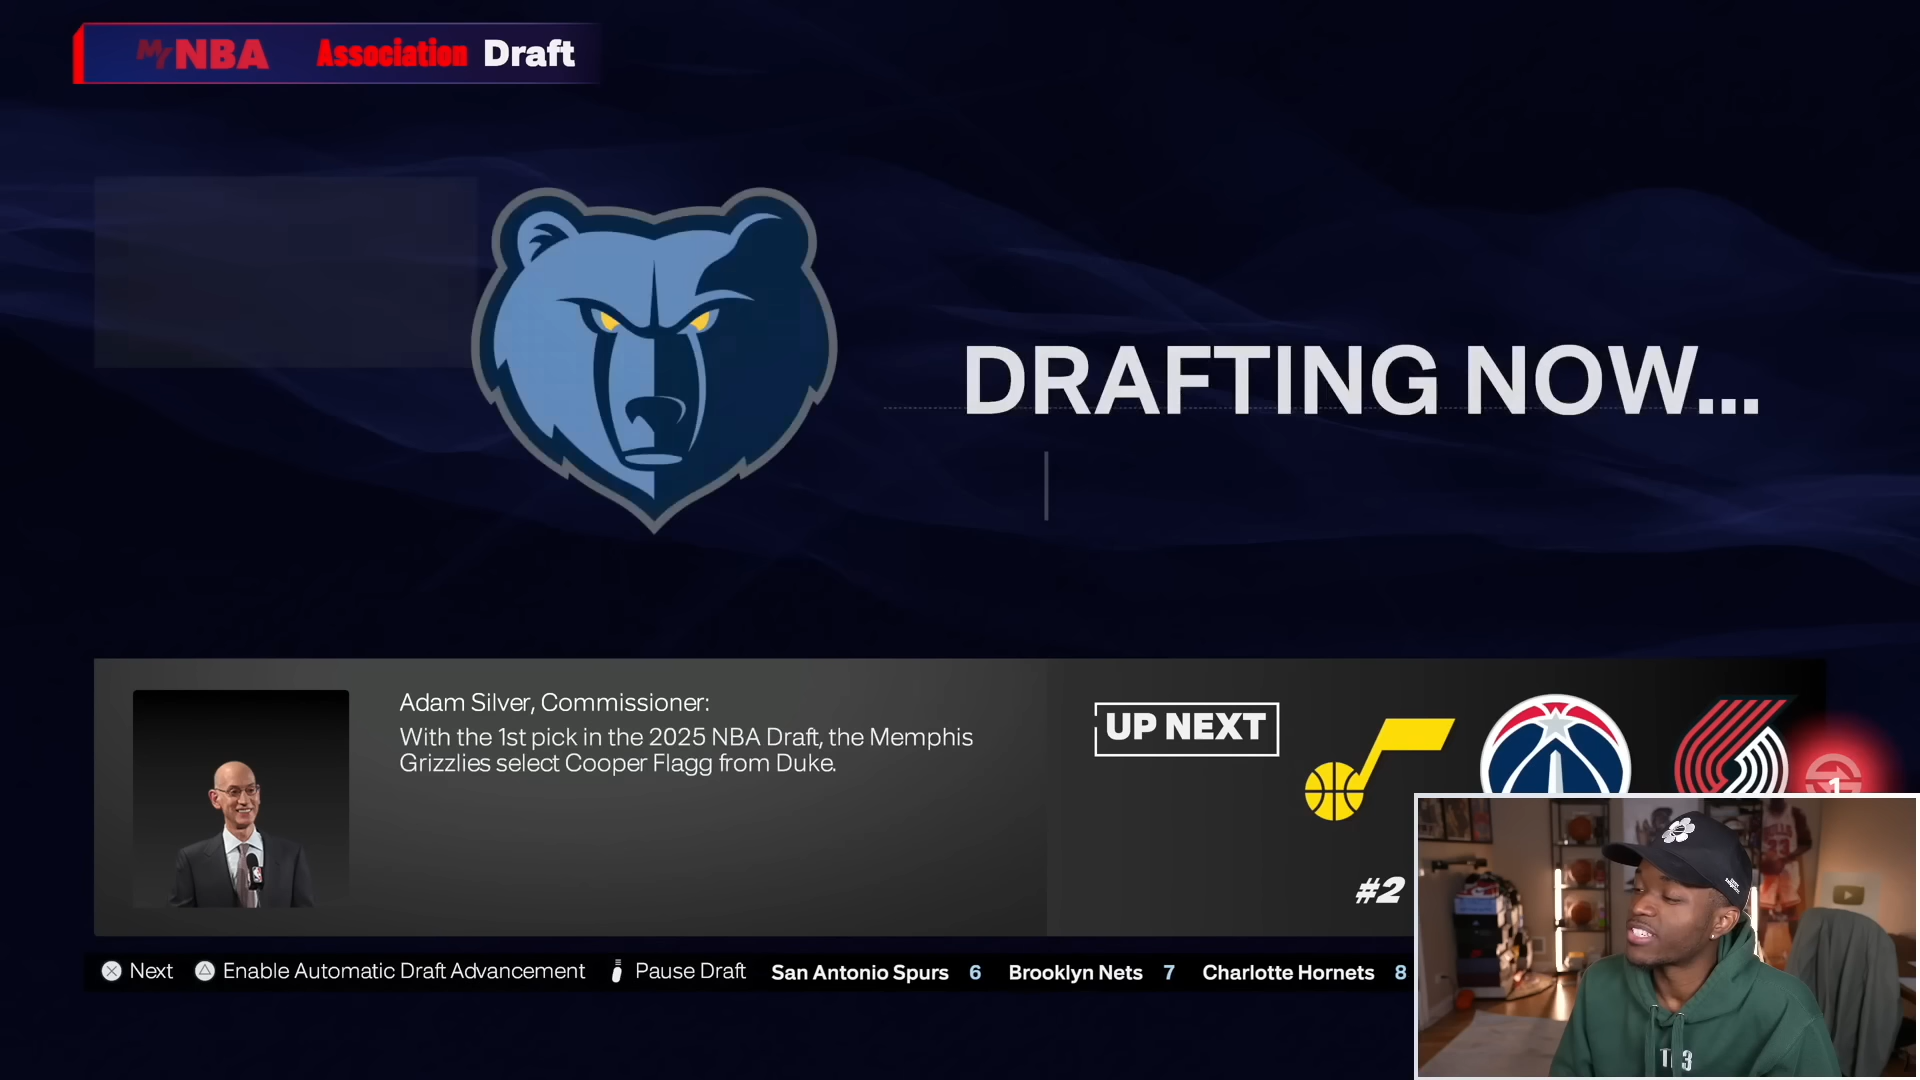 MyNBA Association Draft
DRAFTING NOW...
Adam Silver, Commissioner:
With the 1st pick in the 2025 NBA Draft, the Memphis
Grizzlies select Cooper Flagg from Duke.
UP NEXT
1
#2
Next Enable Automatic Draft Advancement Pause Draft San Antonio Spurs 6 Brooklyn Nets 7 Charlotte Hornets 8